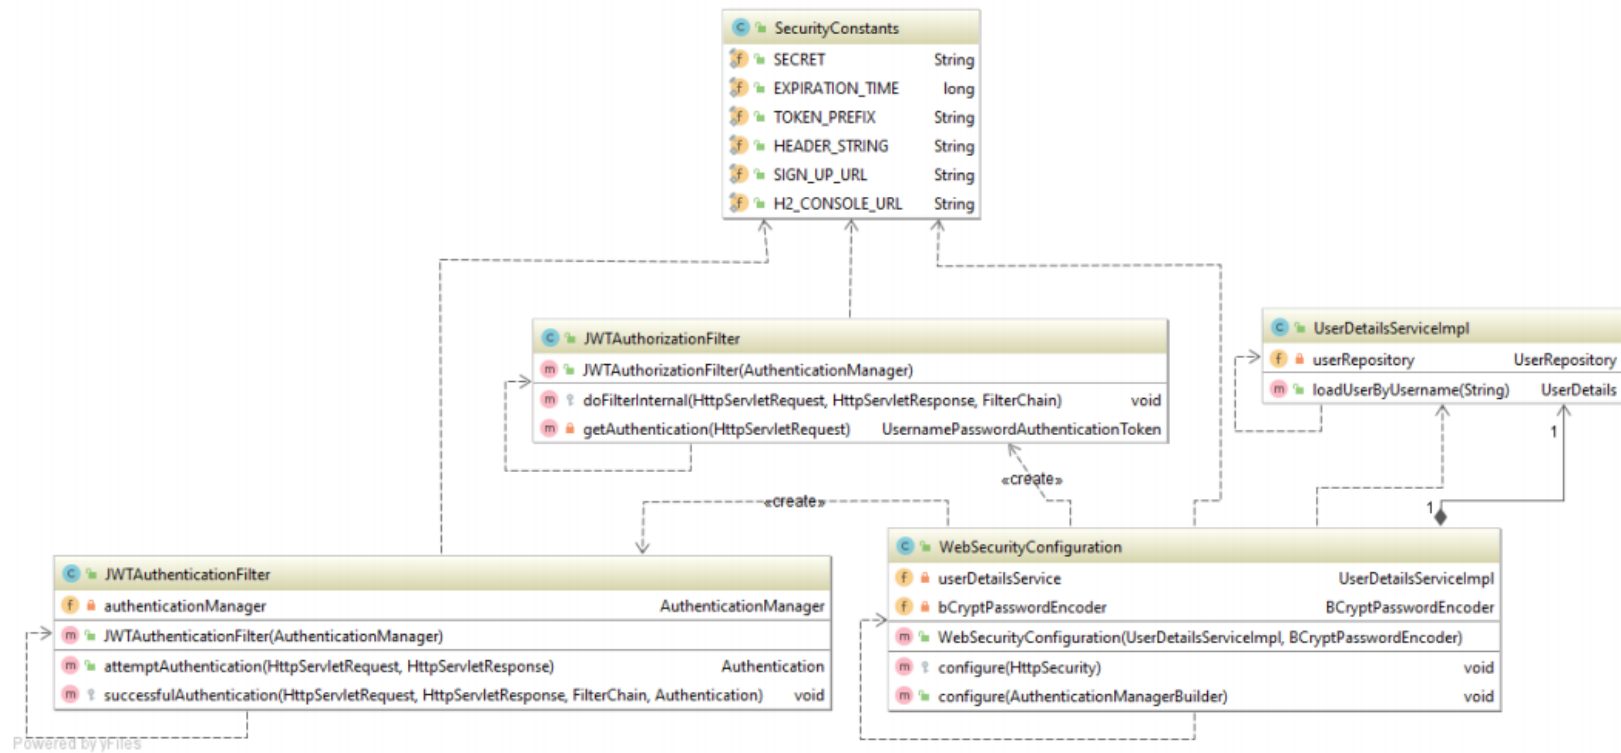 SecurityConstants
SECRET String
EXPIRATION_TIME long
TOKEN_PREFIX String
HEADER_STRING String
SIGN_UP_URL String
H2_CONSOLE_URL String
JWTAuthorizationFilter
JWTAuthorizationFilter(AuthenticationManager)
doFilterInternal(HttpServletRequest, HttpServletResponse, FilterChain) void
getAuthentication(HttpServletRequest) UsernamePasswordAuthenticationToken
UserDetailsServiceImpl
userRepository UserRepository
loadUserByUsername(String) UserDetails
1
«create»
«create»
1
JWTAuthenticationFilter
authenticationManager AuthenticationManager
JWTAuthenticationFilter(AuthenticationManager)
attemptAuthentication(HttpServletRequest, HttpServletResponse) Authentication
successfulAuthentication(HttpServletRequest, HttpServletResponse, FilterChain, Authentication) void
WebSecurityConfiguration
userDetailsService UserDetailsServiceImpl
bCryptPasswordEncoder BCryptPasswordEncoder
WebSecurityConfiguration(UserDetailsServiceImpl, BCryptPasswordEncoder)
configure(HttpSecurity) void
configure(AuthenticationManagerBuilder) void
Powered by yFiles